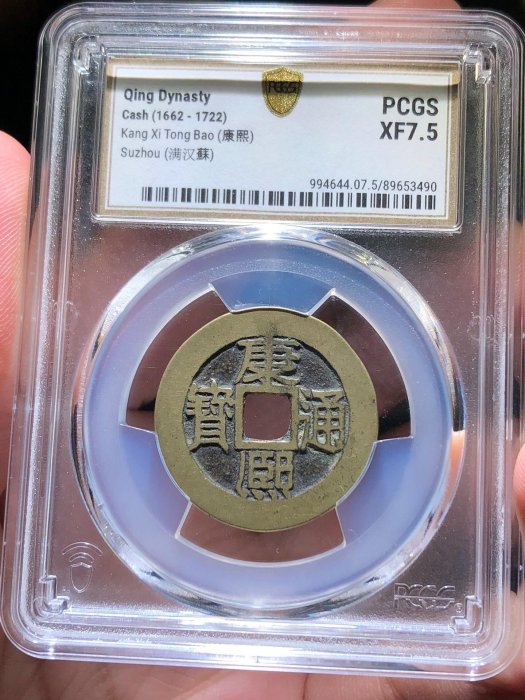 Qing Dynasty
Cash (1662 - 1722)
Kang Xi Tong Bao (康熙)
Suzhou (满汉蘇)
PCGS
PCGS
XF7.5
994644.07.5/89653490
康
寶 通
熙
PCGS